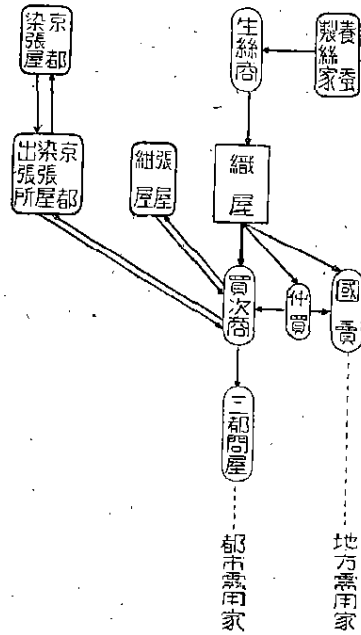 養蚕
製絲家
生絲商
京都
染張屋
織屋
張屋
紺屋
京都
染張屋
出張所
國賣
仲買
買次商
三都問屋
地方需用家
都市需用家